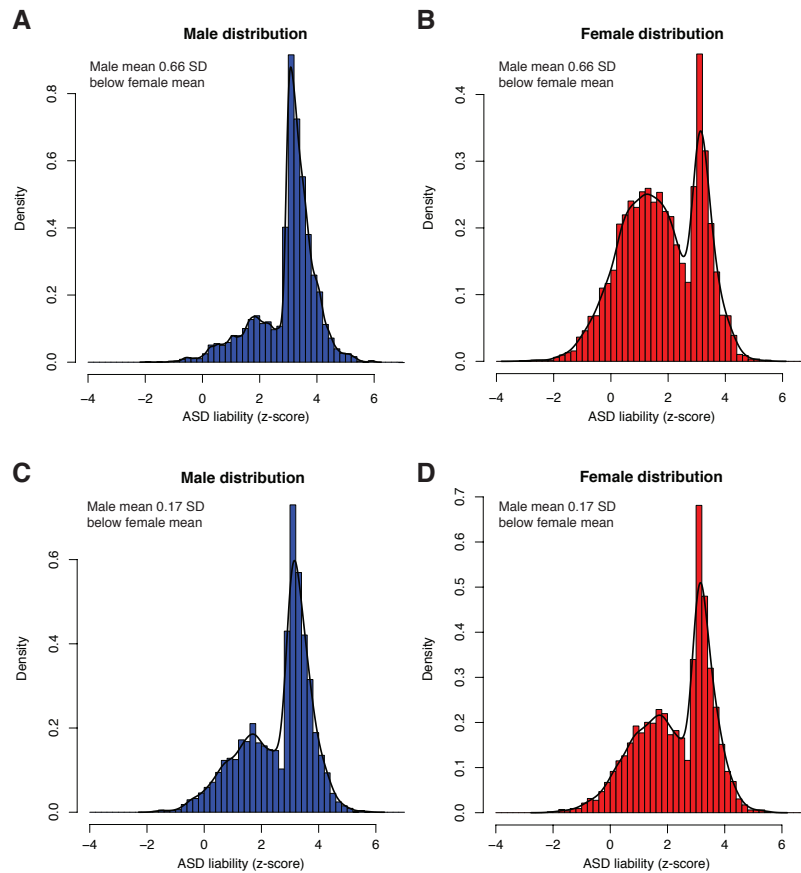 A
Male distribution
Male mean 0.66 SD
below female mean
Density
0.0
0.2
0.4
0.6
0.8
−4 −2 0 2 4 6
ASD liability (z-score)
B
Female distribution
Male mean 0.66 SD
below female mean
Density
0.0
0.1
0.2
0.3
0.4
−4 −2 0 2 4 6
ASD liability (z-score)
C
Male distribution
Male mean 0.17 SD
below female mean
Density
0.0
0.2
0.4
0.6
−4 −2 0 2 4 6
ASD liability (z-score)
D
Female distribution
Male mean 0.17 SD
below female mean
Density
0.0
0.1
0.2
0.3
0.4
0.5
0.6
0.7
−4 −2 0 2 4 6
ASD liability (z-score)